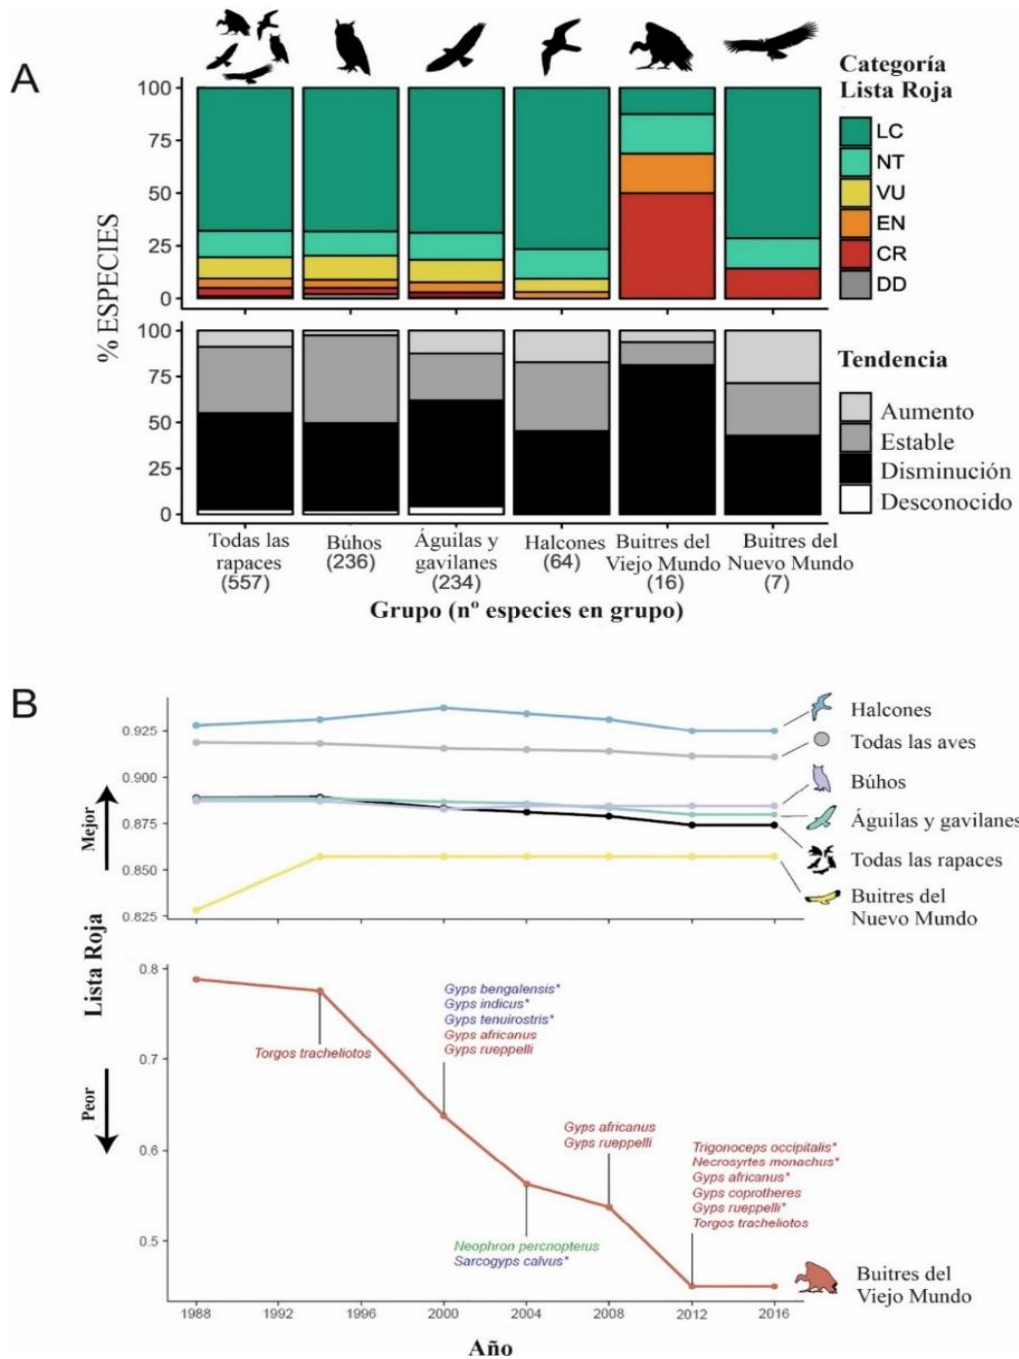 A
Categoría
Lista Roja
100
75
50
25
0
% ESPECIES
LC
NT
VU
EN
CR
DD
100
75
50
25
0
Tendencia
Aumento
Estable
Disminución
Desconocido
Todas las
rapaces
(557)
Búhos
(236)
Águilas y
gavilanes
(234)
Halcones
(64)
Buitres del
Viejo Mundo
(16)
Buitres del
Nuevo Mundo
(7)
Grupo (nº especies en grupo)
B
0.925
0.900
0.875
0.850
0.825
Mejor
Lista Roja
Peor
Halcones
Todas las aves
Búhos
Águilas y gavilanes
Todas las rapaces
Buitres del
Nuevo Mundo
0.8
0.7
0.6
0.5
Torgos tracheliotos
Gyps bengalensis*
Gyps indicus*
Gyps tenuirostris*
Gyps africanus
Gyps rueppelli
Neophron percnopterus
Sarcogyps calvus*
Gyps africanus
Gyps rueppelli
Trigonoceps occipitalis*
Necrosyrtes monachus*
Gyps africanus*
Gyps coprotheres
Gyps rueppelli*
Torgos tracheliotos
Buitres del
Viejo Mundo
1988 1992 1996 2000 2004 2008 2012 2016
Año